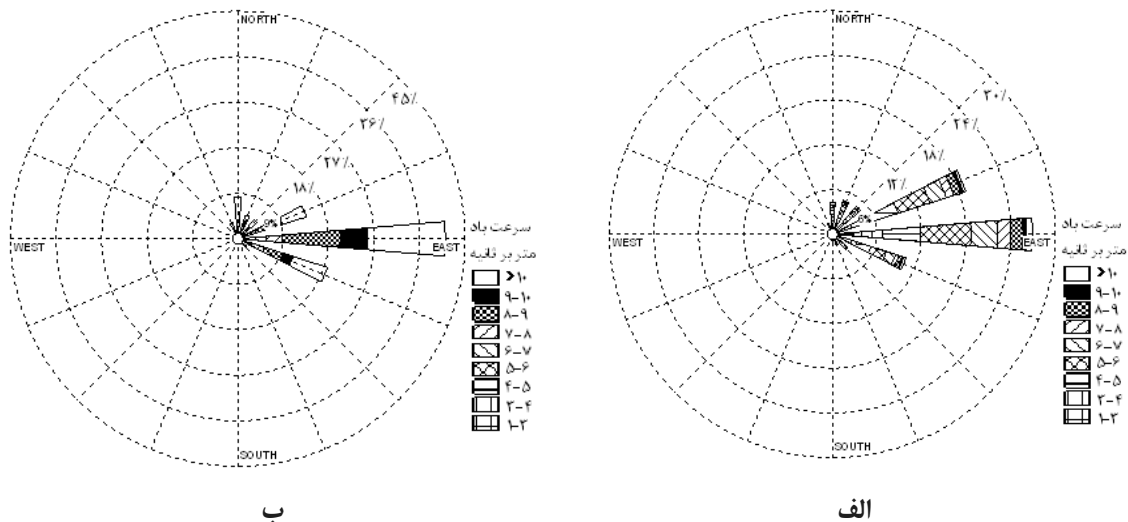 NORTH
۴۵٪
۳۶٪
۲۷٪
۱۸٪
۹%
WEST
EAST
SOUTH
سرعت باد
متر بر ثانیه
>۱۰
۹-۱۰
۸-۹
۷-۸
۶-۷
۵-۶
۴-۵
۳-۴
۱-۳
ب
NORTH
۳۰٪
۲۴٪
۱۸٪
۱۲٪
۶%
WEST
EAST
SOUTH
سرعت باد
متر بر ثانیه
>۱۰
۹-۱۰
۸-۹
۷-۸
۶-۷
۵-۶
۴-۵
۳-۴
۱-۳
الف